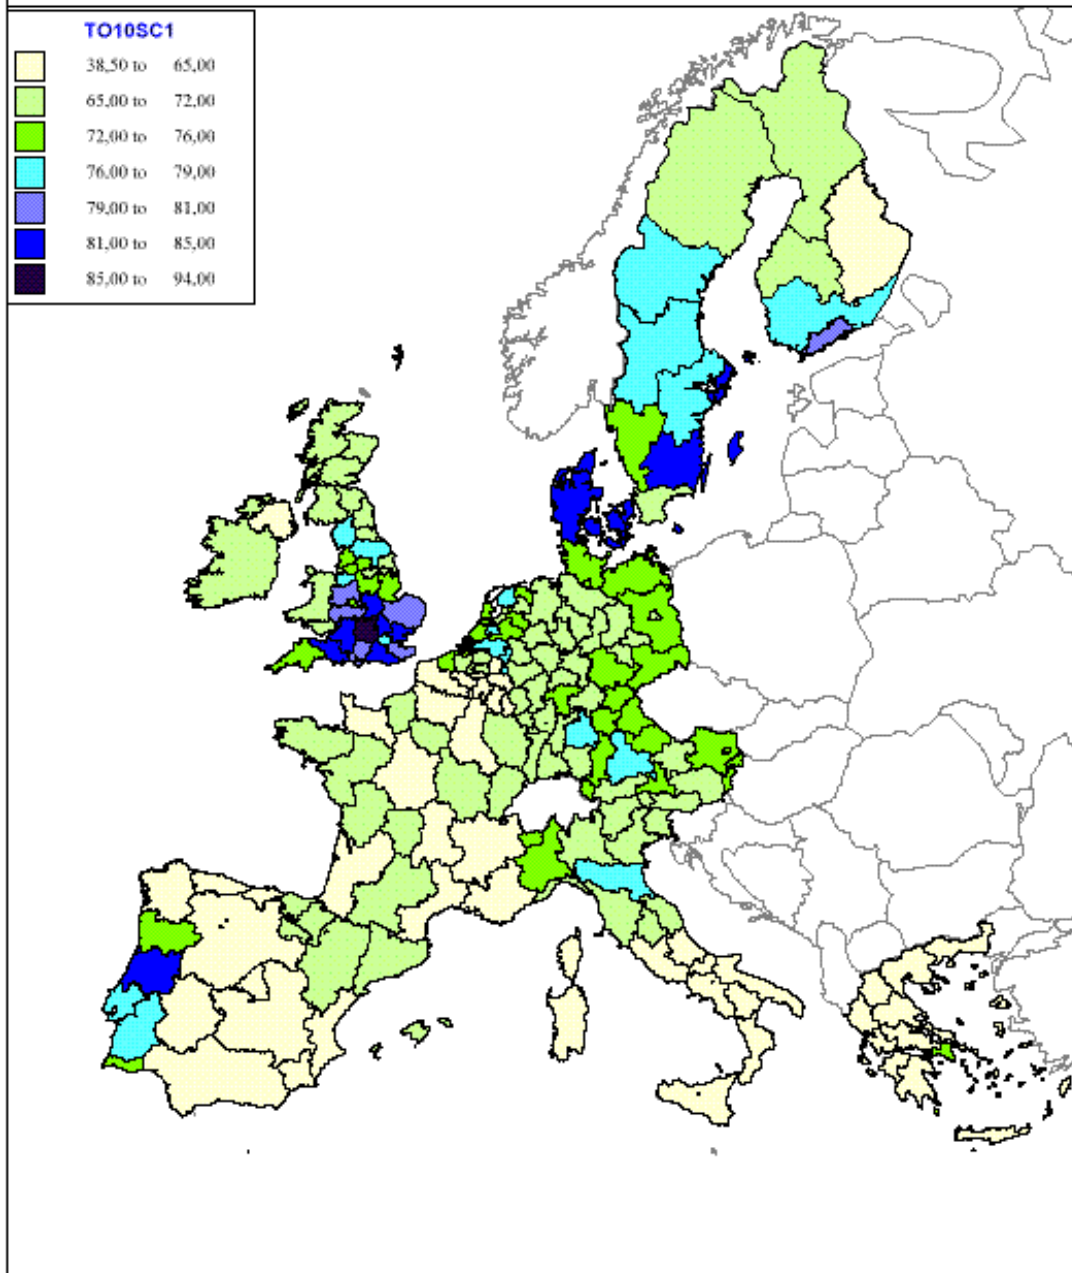 TO10SC1
38,50 to 65,00
65,00 to 72,00
72,00 to 76,00
76,00 to 79,00
79,00 to 81,00
81,00 to 85,00
85,00 to 94,00